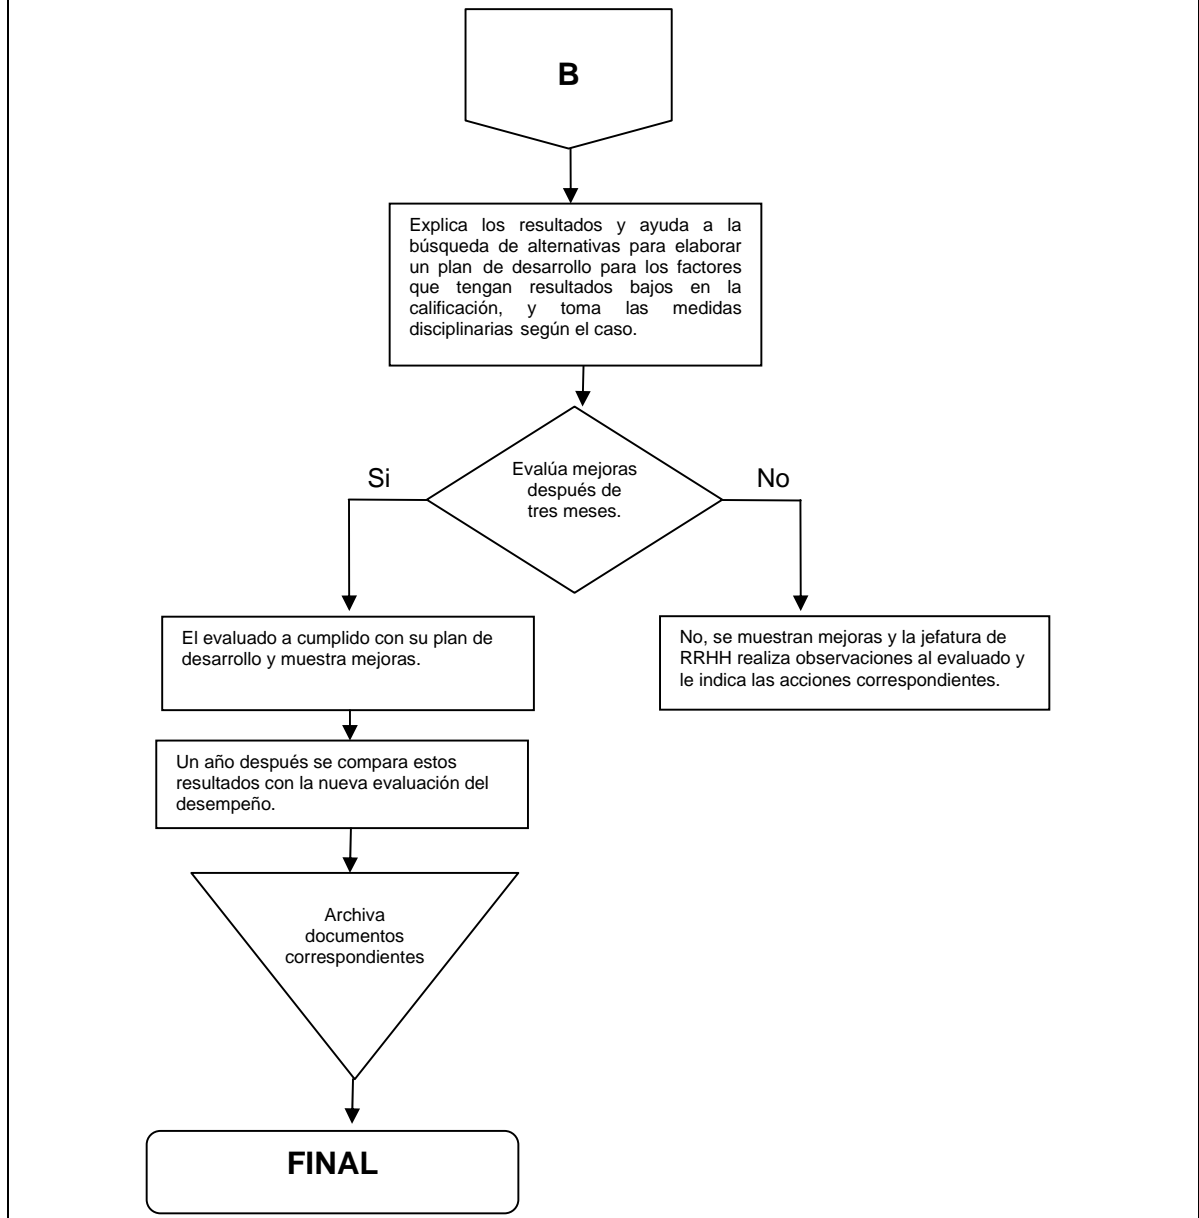 B
Explica los resultados y ayuda a la
búsqueda de alternativas para elaborar
un plan de desarrollo para los factores
que tengan resultados bajos en la
calificación, y toma las medidas
disciplinarias según el caso.
Evalúa mejoras
después de
tres meses.
Si
No
El evaluado a cumplido con su plan de
desarrollo y muestra mejoras.
No, se muestran mejoras y la jefatura de
RRHH realiza observaciones al evaluado y
le indica las acciones correspondientes.
Un año después se compara estos
resultados con la nueva evaluación del
desempeño.
Archiva
documentos
correspondientes
FINAL